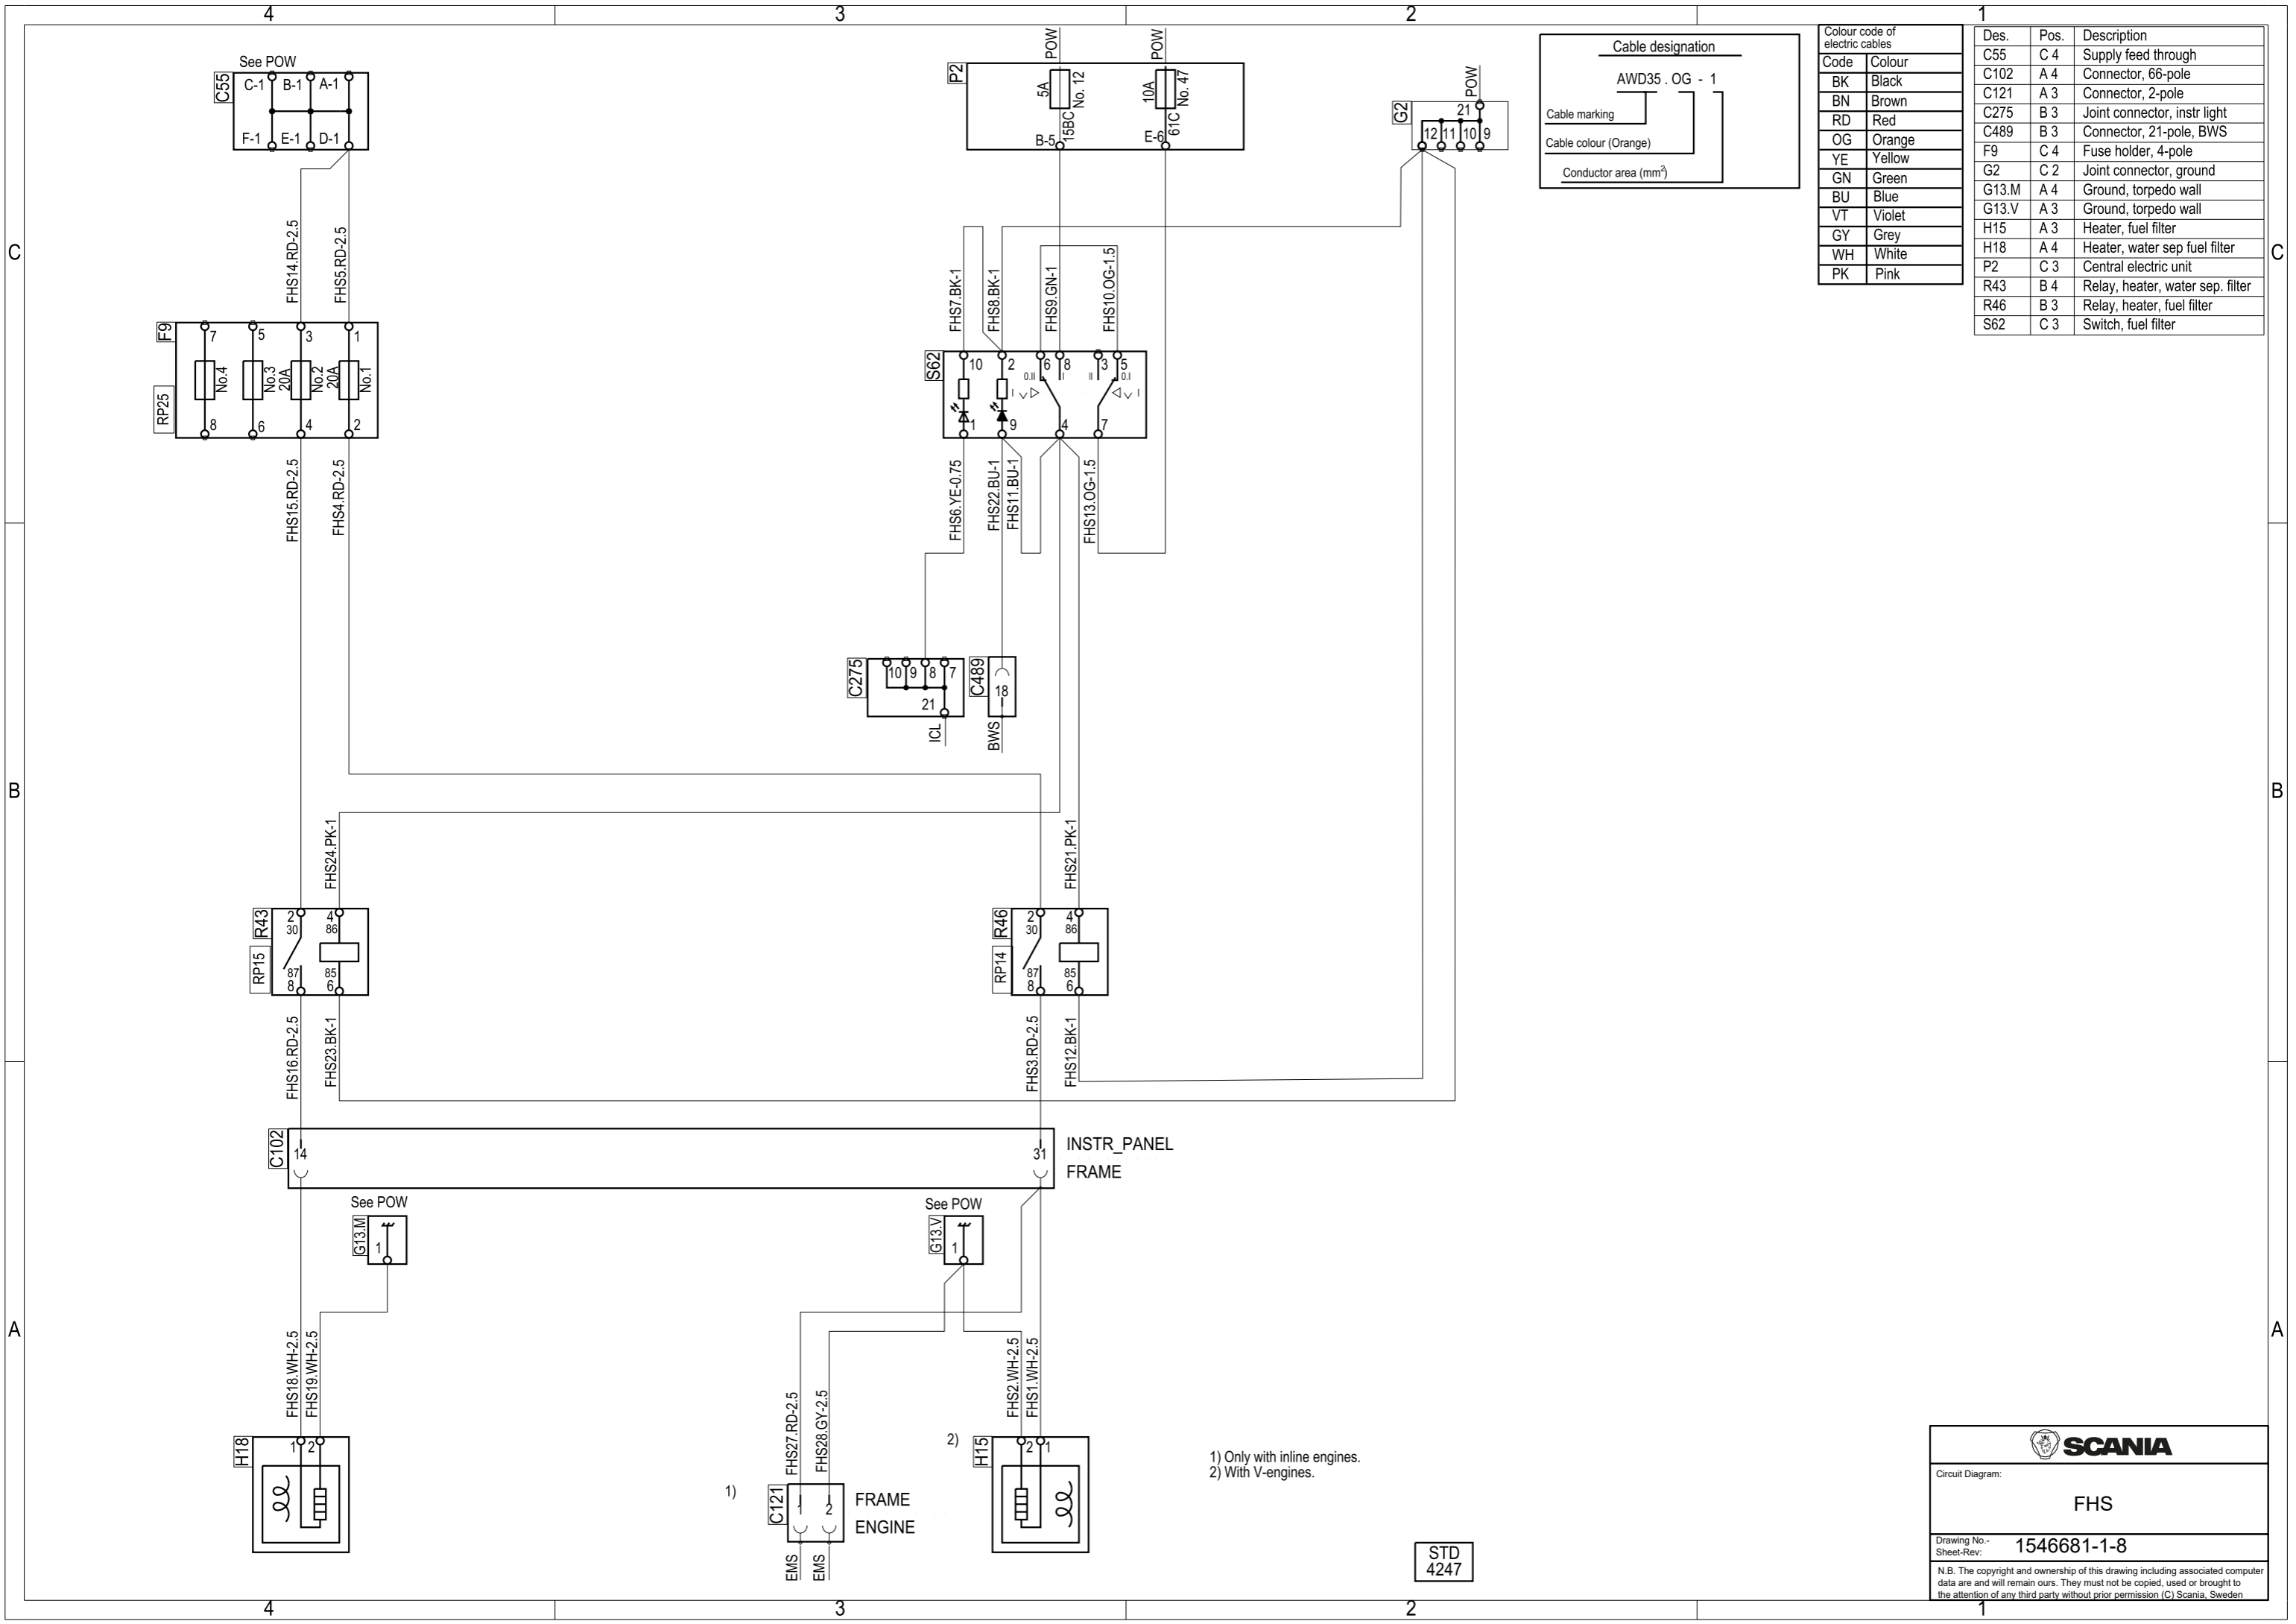 4 3 2 1
C
B
A
C
B
A
4 3 2 1
See POW
C55
C-1 B-1 A-1
F-1 E-1 D-1
FHS14.RD-2.5
FHS5.RD-2.5
F9
RP25
7 5 3 1
No.4
No.3
20A
No.2
20A
No.1
8 6 4 2
FHS15.RD-2.5
FHS4.RD-2.5
P2
POW
POW
5A
No. 12
10A
No. 47
B-5
15BC
E-6
61C
G2
POW
21
12 11 10 9
FHS7.BK-1
FHS8.BK-1
FHS9.GN-1
FHS10.OG-1.5
S62
10 2 6 8 3 5
0.II I II 0.I
1 9 4 7
FHS6.YE-0.75
FHS22.BU-1
FHS11.BU-1
FHS13.OG-1.5
C275
10 9 8 7
21
ICL
C489
18
BWS
FHS24.PK-1
FHS21.PK-1
R43
RP15
2 4
30 86
87 85
8 6
R46
RP14
2 4
30 86
87 85
8 6
FHS16.RD-2.5
FHS23.BK-1
FHS3.RD-2.5
FHS12.BK-1
C102
14
31
INSTR_PANEL
FRAME
See POW
G13.M
1
See POW
G13.V
1
FHS18.WH-2.5
FHS19.WH-2.5
FHS27.RD-2.5
FHS28.GY-2.5
FHS2.WH-2.5
FHS1.WH-2.5
H18
1 2
1)
C121
1 2
FRAME
ENGINE
EMS
EMS
2)
H15
2 1
1) Only with inline engines.
2) With V-engines.
STD
4247
Cable designation
AWD35 . OG - 1
Cable marking
Cable colour (Orange)
Conductor area (mm²)
Colour code of
electric cables
Code Colour
BK Black
BN Brown
RD Red
OG Orange
YE Yellow
GN Green
BU Blue
VT Violet
GY Grey
WH White
PK Pink
Des. Pos. Description
C55 C 4 Supply feed through
C102 A 4 Connector, 66-pole
C121 A 3 Connector, 2-pole
C275 B 3 Joint connector, instr light
C489 B 3 Connector, 21-pole, BWS
F9 C 4 Fuse holder, 4-pole
G2 C 2 Joint connector, ground
G13.M A 4 Ground, torpedo wall
G13.V A 3 Ground, torpedo wall
H15 A 3 Heater, fuel filter
H18 A 4 Heater, water sep fuel filter
P2 C 3 Central electric unit
R43 B 4 Relay, heater, water sep. filter
R46 B 3 Relay, heater, fuel filter
S62 C 3 Switch, fuel filter
SCANIA
Circuit Diagram:
FHS
Drawing No.-
Sheet-Rev:
1546681-1-8
N.B. The copyright and ownership of this drawing including associated computer
data are and will remain ours. They must not be copied, used or brought to
the attention of any third party without prior permission (C) Scania, Sweden